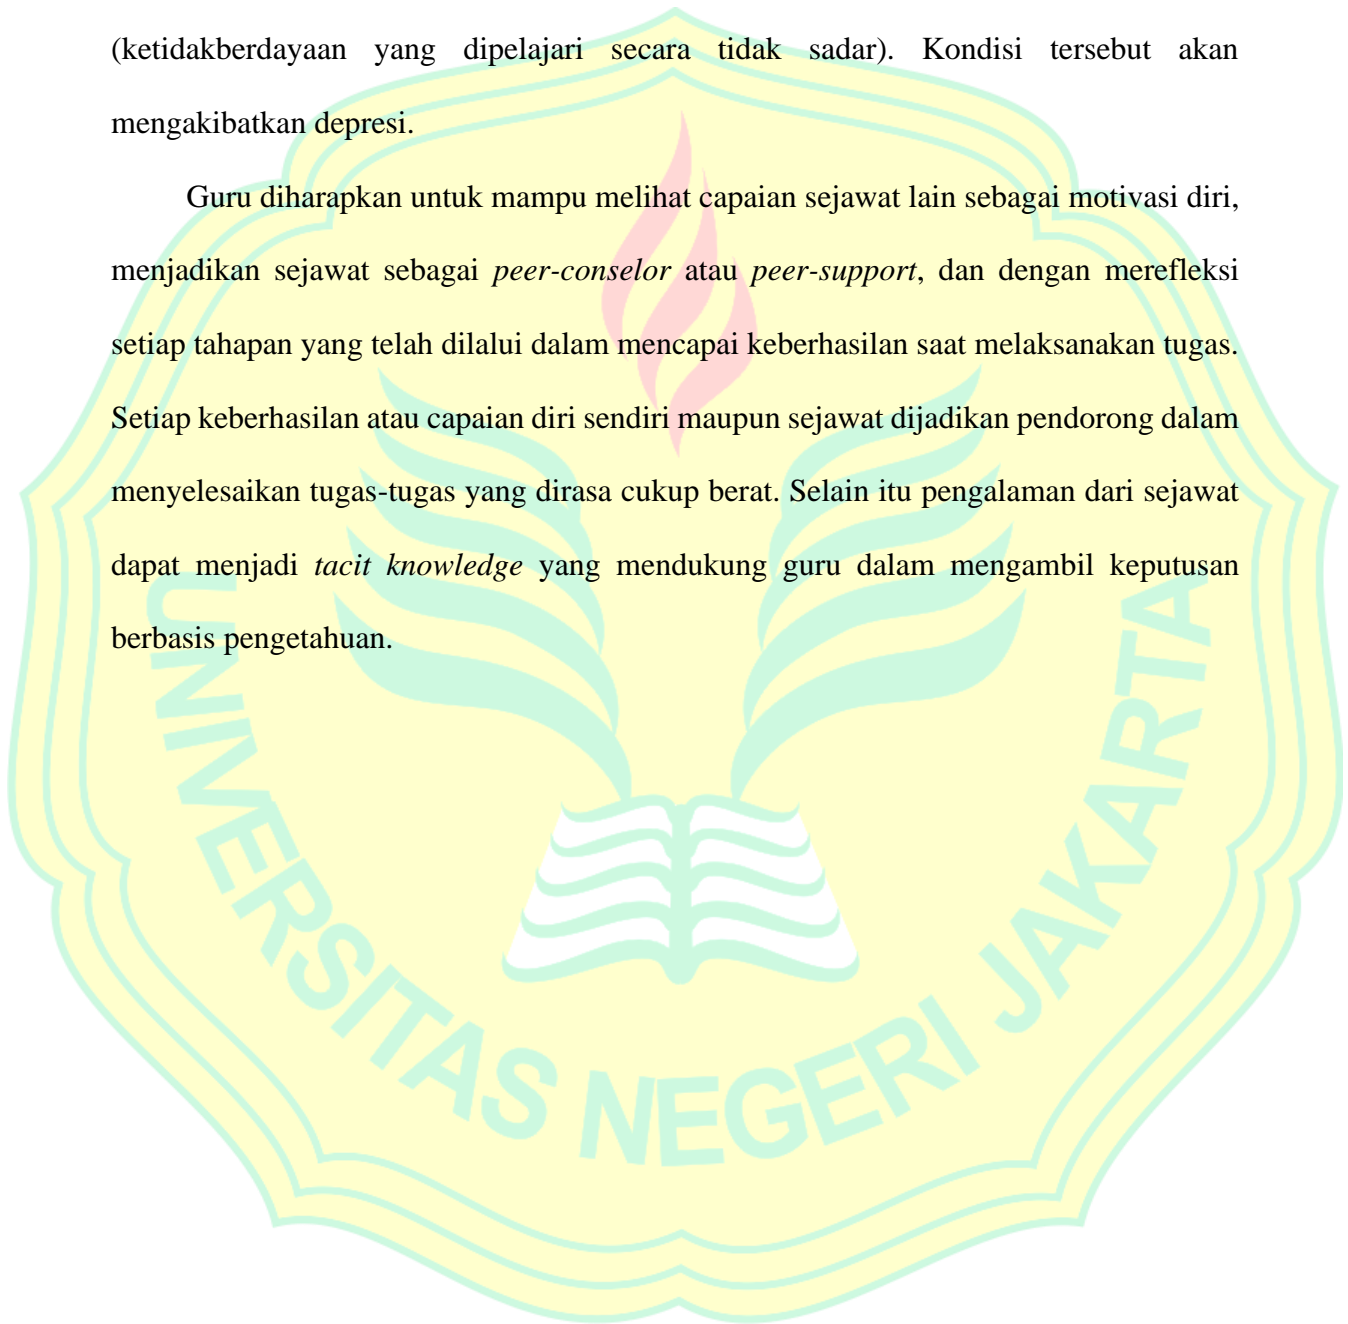 (ketidakberdayaan yang dipelajari secara tidak sadar). Kondisi tersebut akan
mengakibatkan depresi.
Guru diharapkan untuk mampu melihat capaian sejawat lain sebagai motivasi diri,
menjadikan sejawat sebagai peer-conselor atau peer-support, dan dengan merefleksi
setiap tahapan yang telah dilalui dalam mencapai keberhasilan saat melaksanakan tugas.
Setiap keberhasilan atau capaian diri sendiri maupun sejawat dijadikan pendorong dalam
menyelesaikan tugas-tugas yang dirasa cukup berat. Selain itu pengalaman dari sejawat
dapat menjadi tacit knowledge yang mendukung guru dalam mengambil keputusan
berbasis pengetahuan.
UNIVERSITAS NEGERI JAKARTA